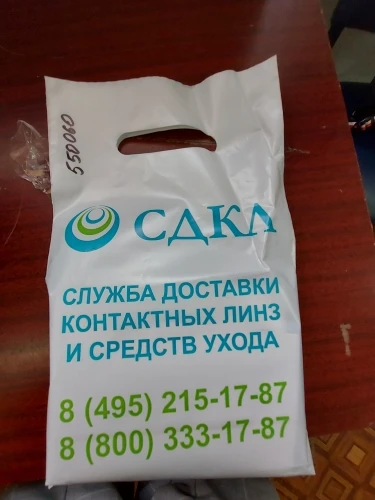 550060
СДКЛ
СЛУЖБА ДОСТАВКИ
КОНТАКТНЫХ ЛИНЗ
И СРЕДСТВ УХОДА
8 (495) 215-17-87
8 (800) 333-17-87